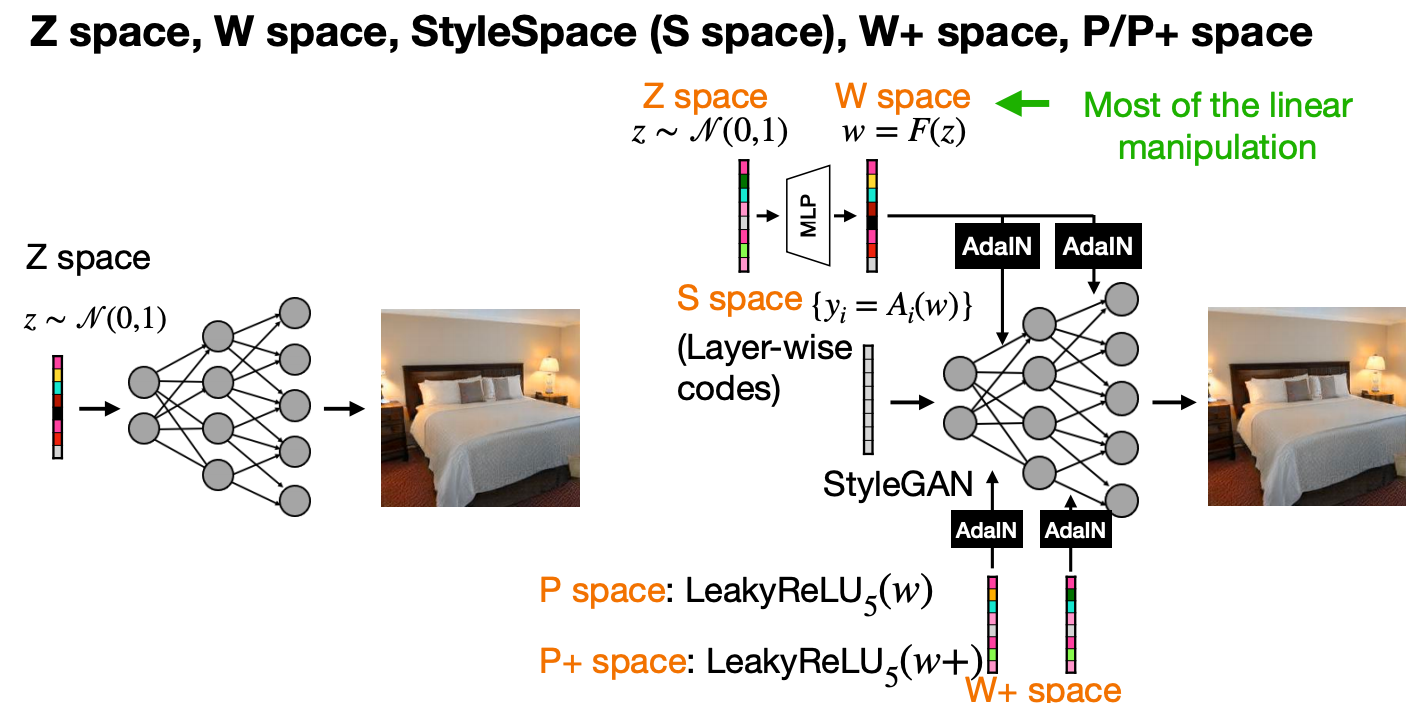 Z space, W space, StyleSpace (S space), W+ space, P/P+ space
Z space
z ∼ 𝒩(0,1)
Z space
z ∼ 𝒩(0,1)
W space
w = F(z)
Most of the linear
manipulation
MLP
AdaIN
AdaIN
S space {yᵢ = Aᵢ(w)}
(Layer-wise
codes)
StyleGAN
AdaIN
AdaIN
P space: LeakyReLU₅(w)
P+ space: LeakyReLU₅(w+)
W+ space